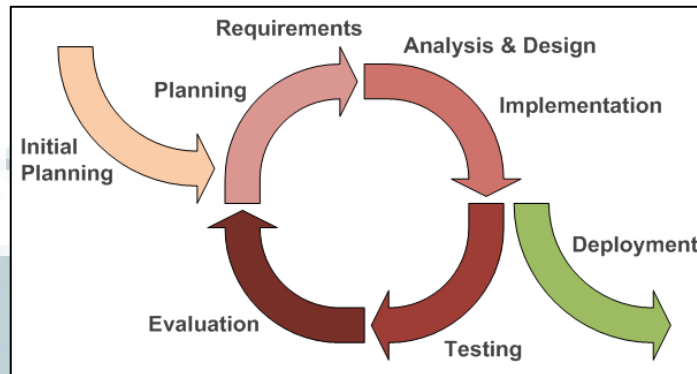 Requirements
Analysis & Design
Planning
Implementation
Initial
Planning
Deployment
Evaluation
Testing